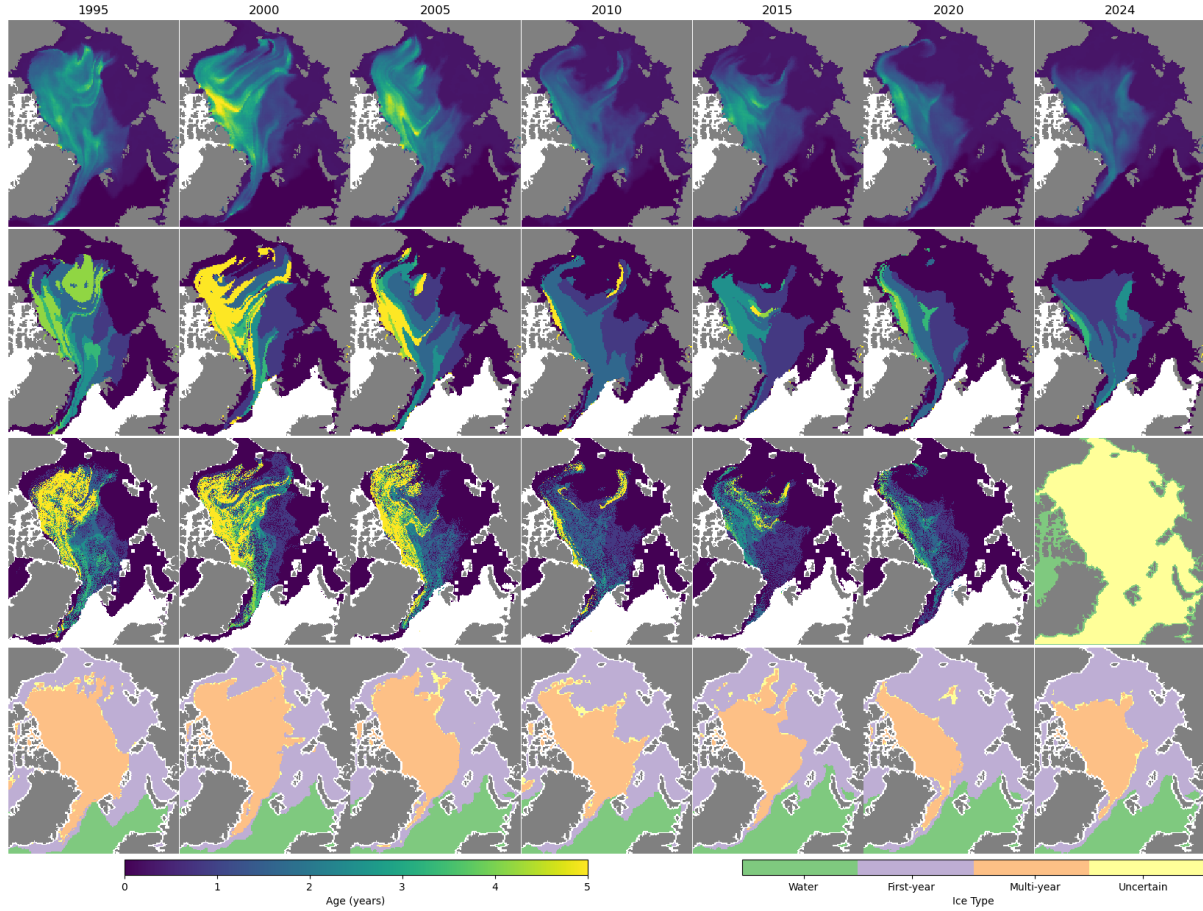 1995 2000 2005 2010 2015 2020 2024
0 1 2 3 4 5
Age (years)
Water First-year Multi-year Uncertain
Ice Type